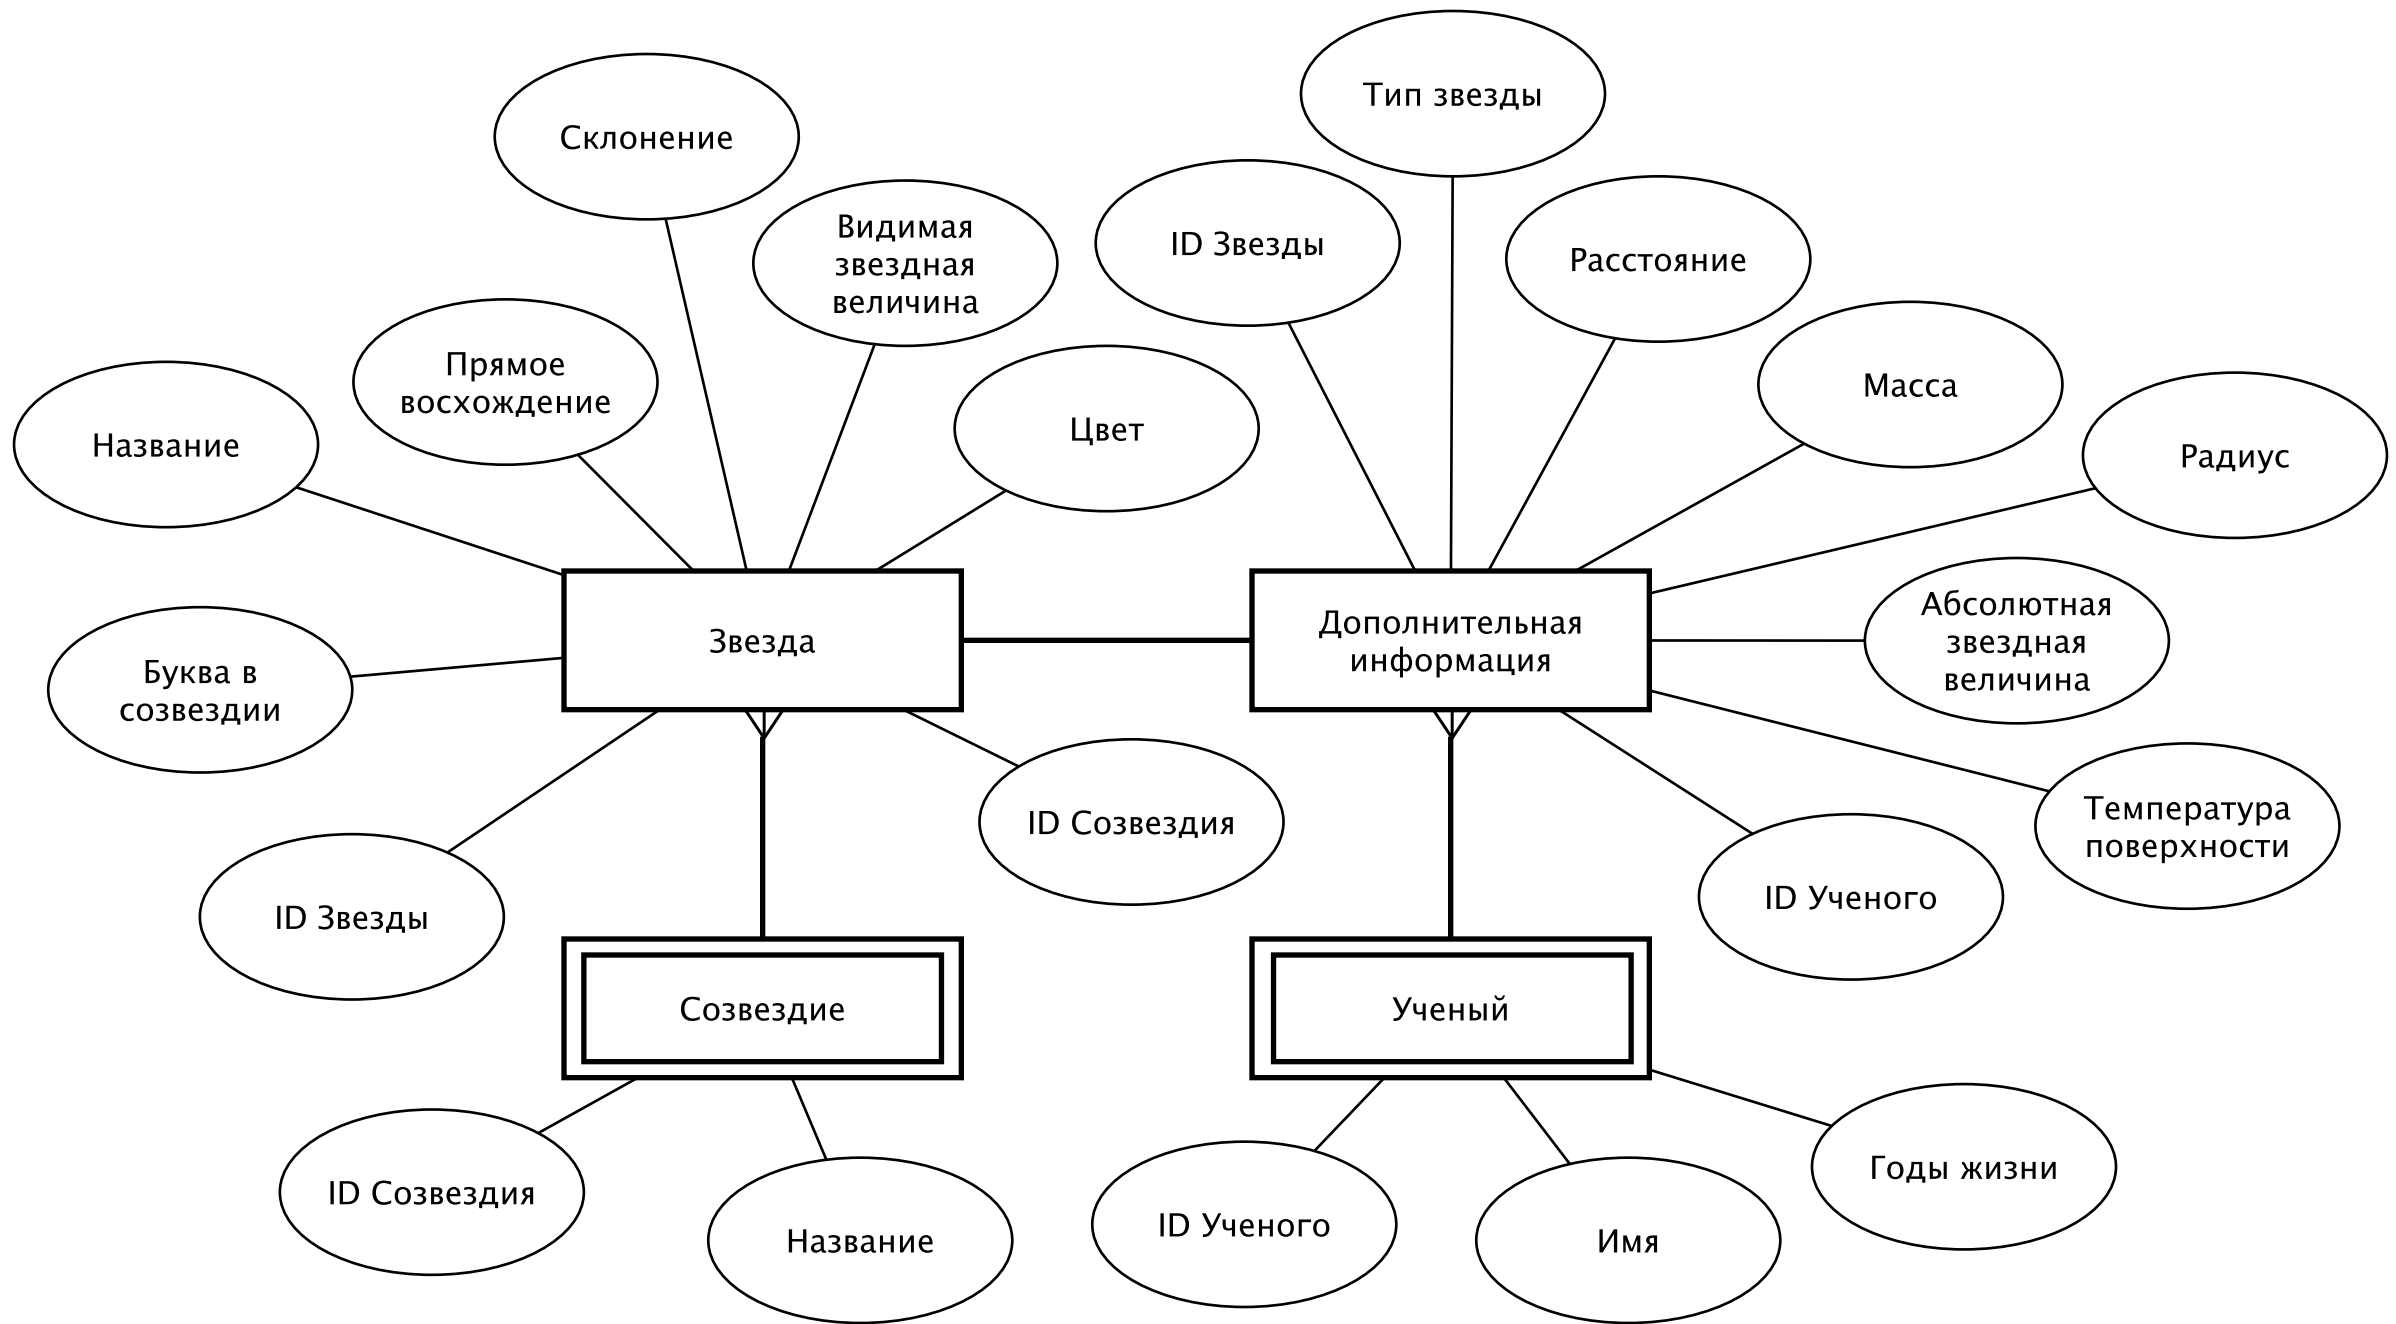 Тип звезды
Склонение
Видимая
звездная
величина
ID Звезды
Расстояние
Прямое
восхождение
Масса
Цвет
Название
Радиус
Звезда
Дополнительная
информация
Абсолютная
звездная
величина
Буква в
созвездии
ID Созвездия
Температура
поверхности
ID Звезды
ID Ученого
Созвездие
Ученый
ID Созвездия
Название
ID Ученого
Имя
Годы жизни